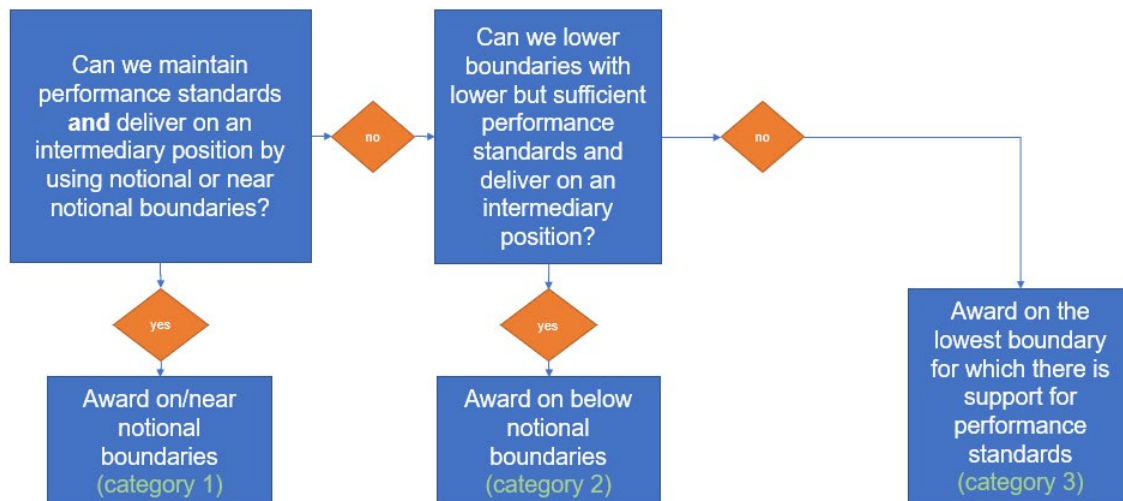 Can we maintain
performance standards
and deliver on an
intermediary position by
using notional or near
notional boundaries?
no
Can we lower
boundaries with
lower but sufficient
performance
standards and
deliver on an
intermediary
position?
no
yes
yes
Award on/near
notional
boundaries
(category 1)
Award on below
notional
boundaries
(category 2)
Award on the
lowest boundary
for which there is
support for
performance
standards
(category 3)